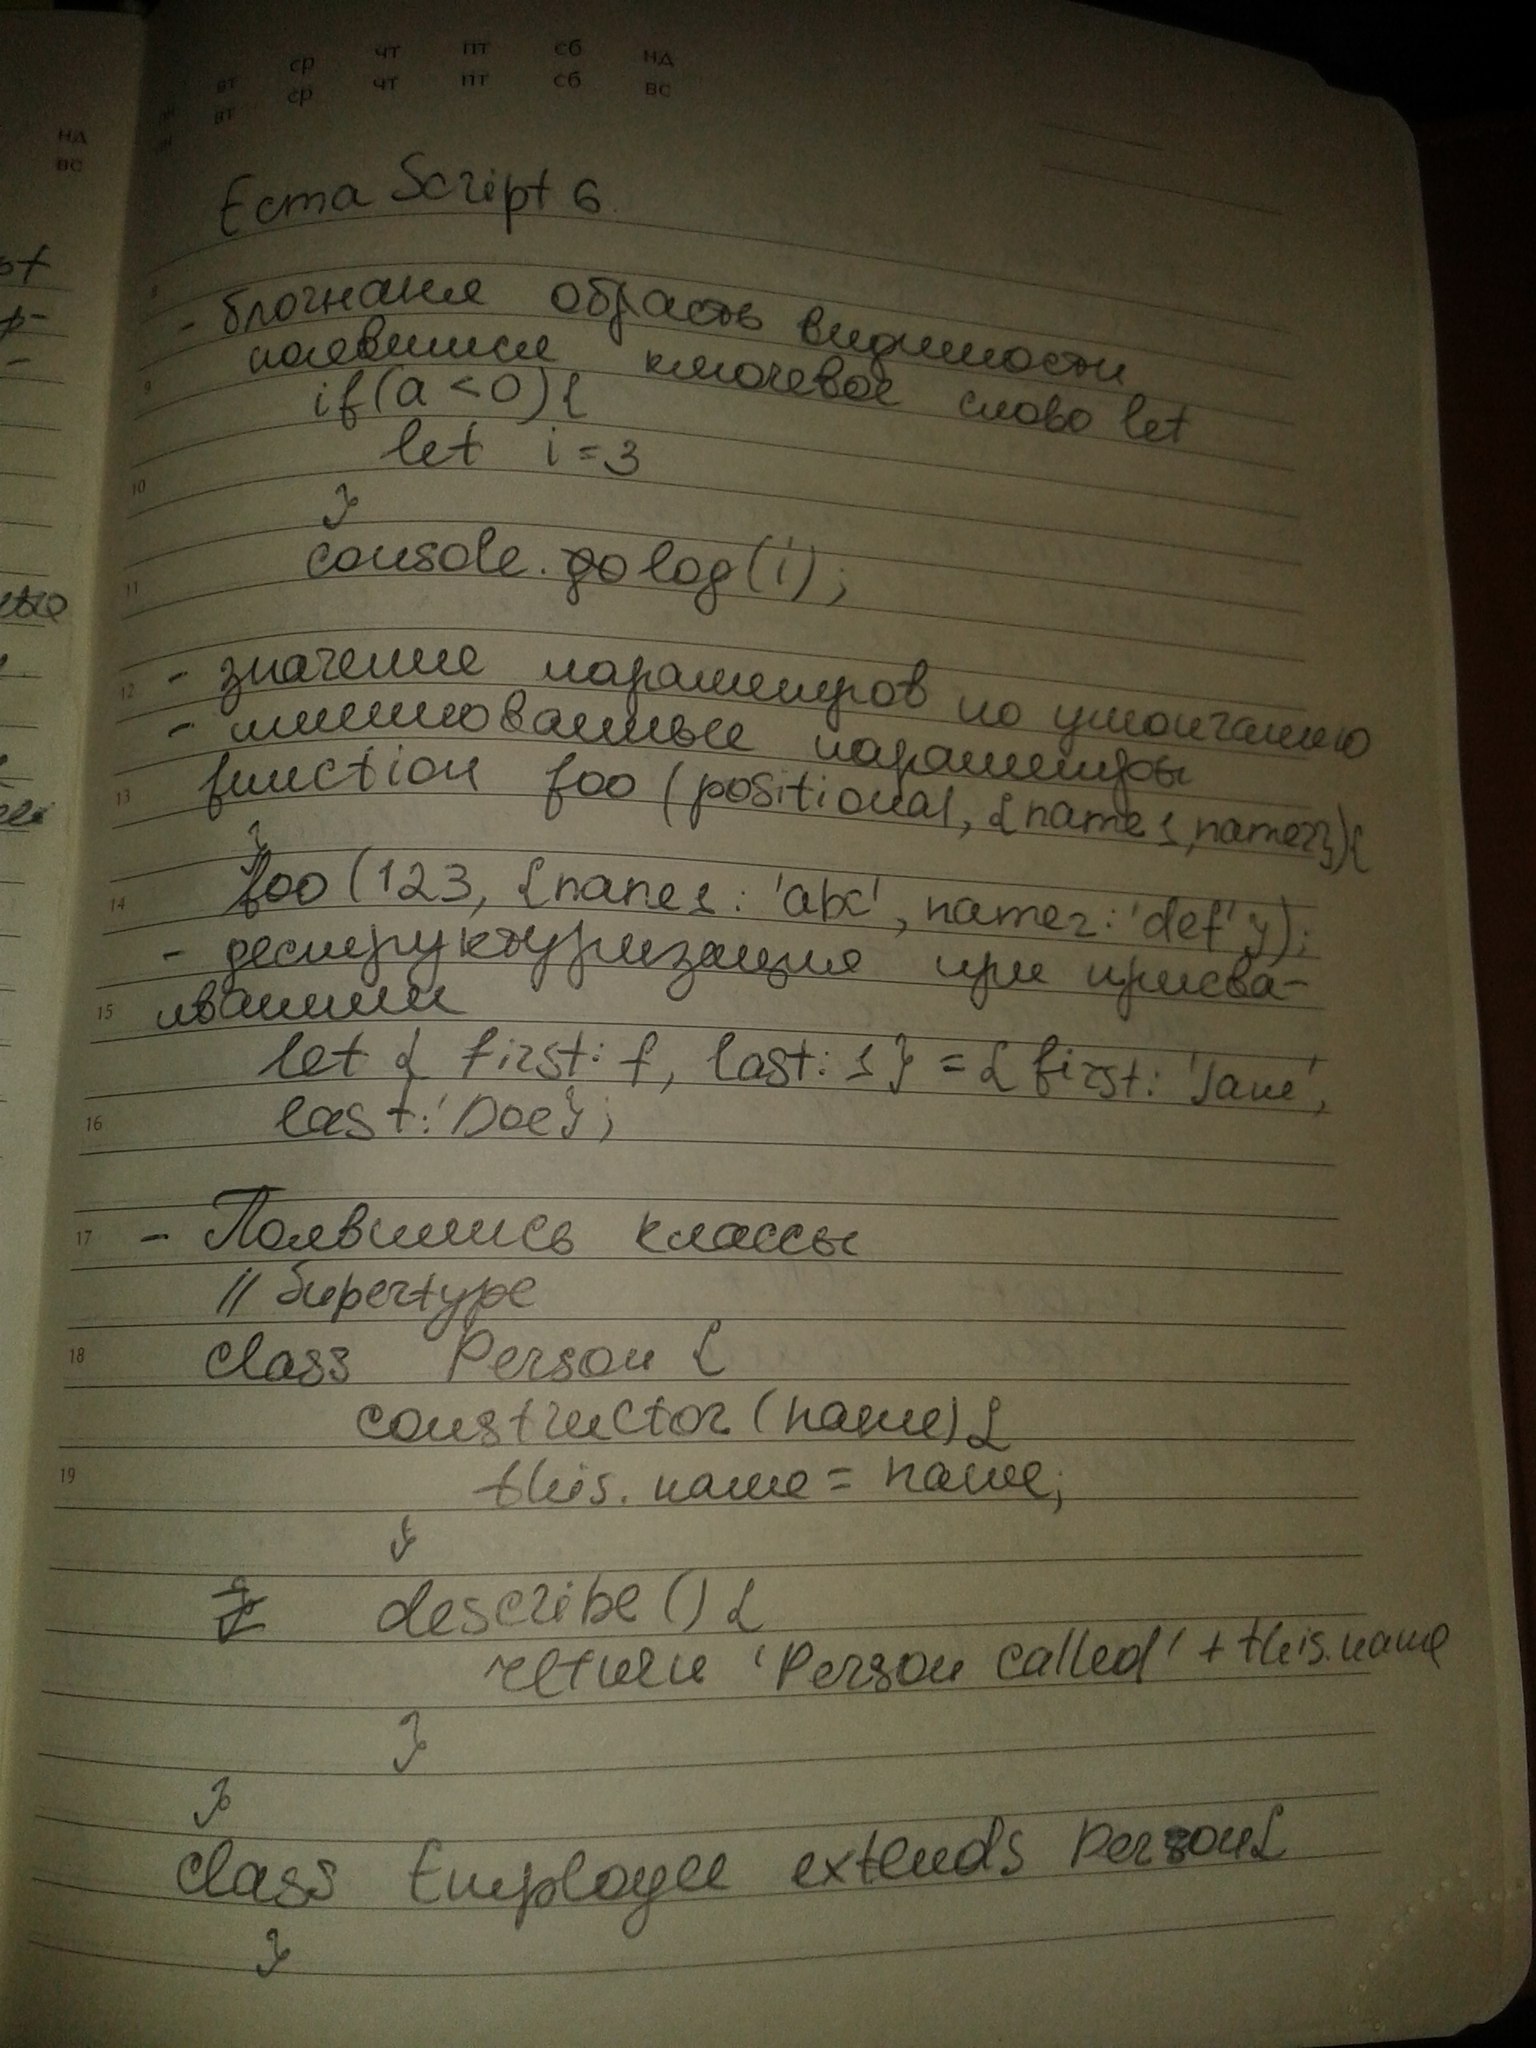 ср чт пт сб нд
вт ср чт пт сб вс
вт
нд
вс
Ecma Script 6
8
- блочная область видимости
появилися ключевое слово let
9
if(a < 0) {
let i = 3
10
}
console.log(i);
11
- значение параметров по умолчанию
12
- именованные параметры
function foo (positional, {name1, name2}) {
13
}
foo (123, {name1: 'abc', name2: 'def'});
14
- деструктуризация при присва-
ивании
15
let { first: f, last: l } = { first: 'Jane',
last: 'Doe};
16
- Появились классы
17
// Supertype
class Person {
18
constructor (name) {
this.name = name;
19
}
describe () {
return 'Person called' + this.name
}
}
class Employee extends Person {
}